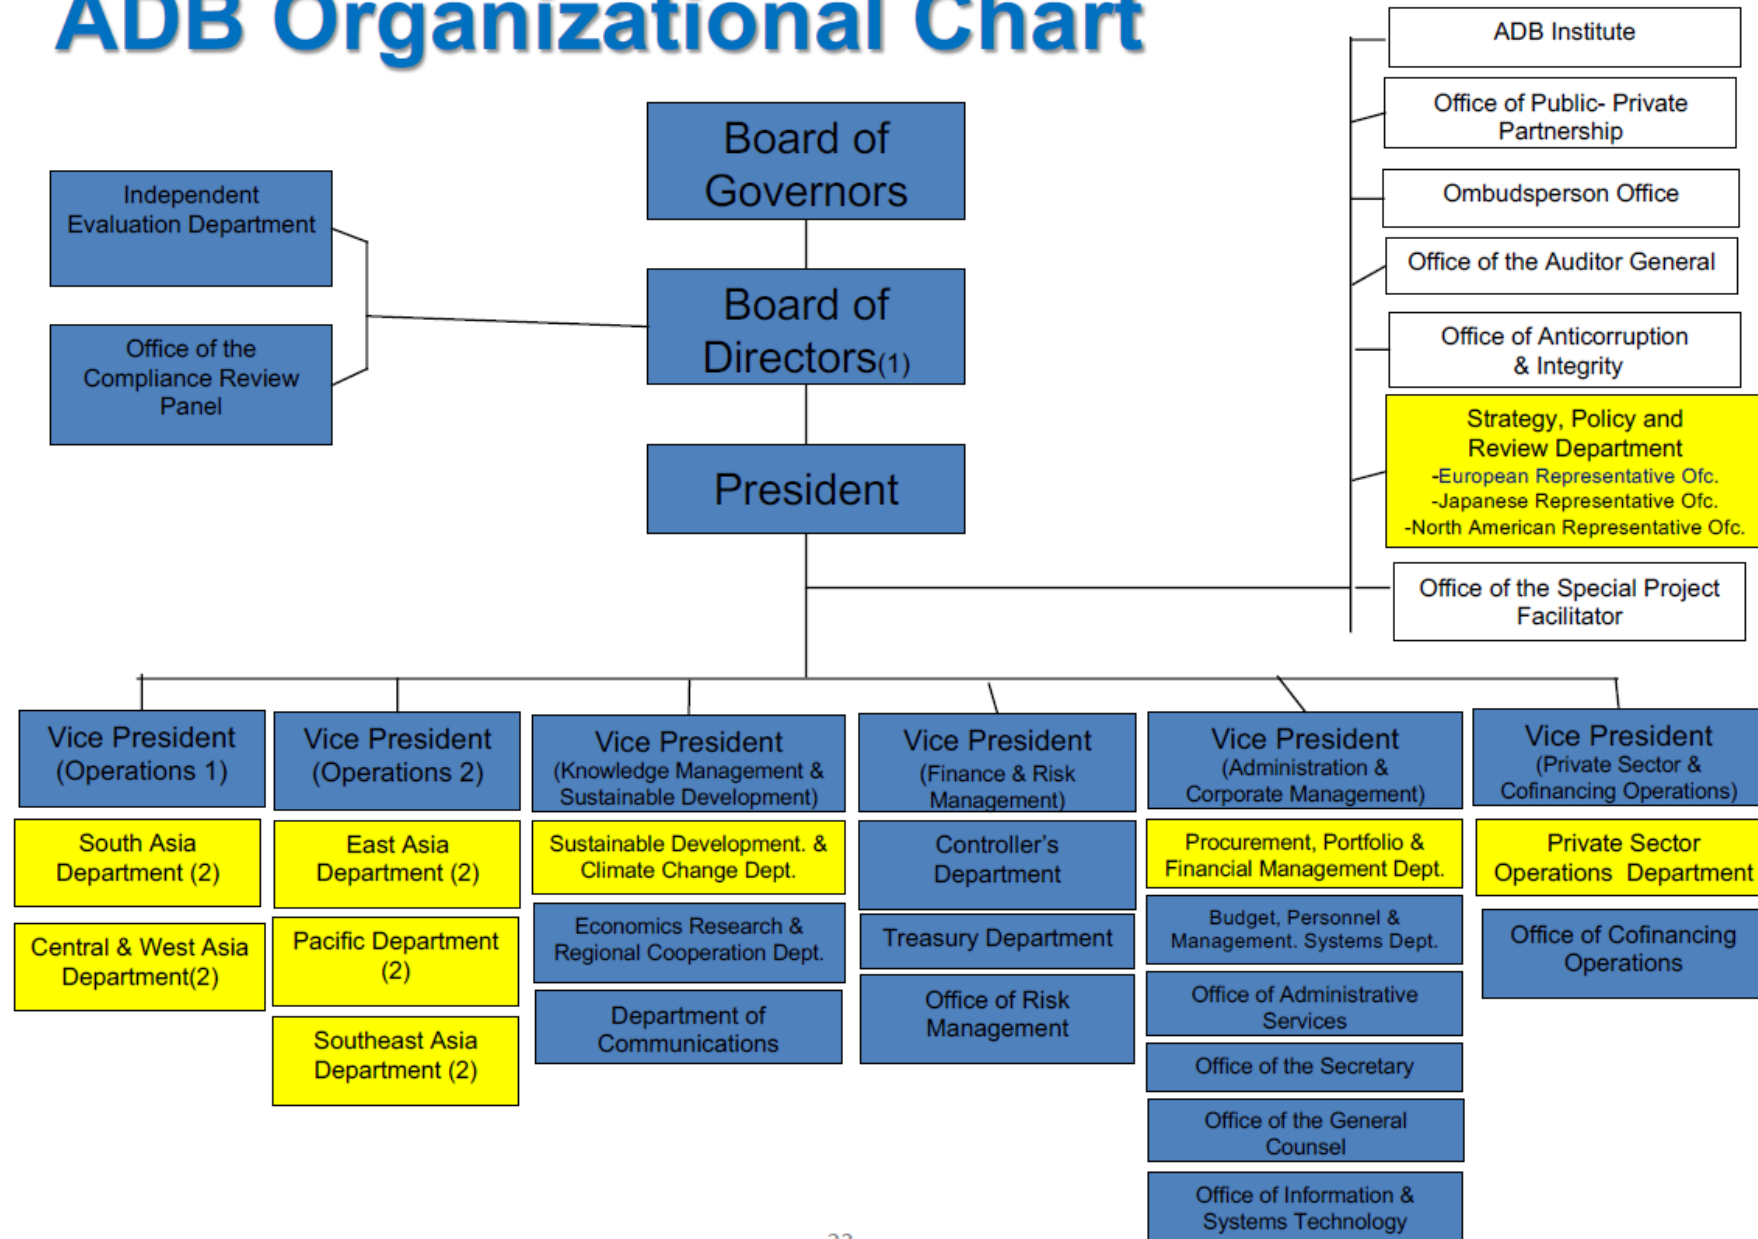 ADB Organizational Chart
ADB Institute
Office of Public- Private
Partnership
Ombudsperson Office
Office of the Auditor General
Office of Anticorruption
& Integrity
Strategy, Policy and
Review Department
-European Representative Ofc.
-Japanese Representative Ofc.
-North American Representative Ofc.
Office of the Special Project
Facilitator
Board of
Governors
Independent
Evaluation Department
Board of
Directors(1)
Office of the
Compliance Review
Panel
President
Vice President
(Operations 1)
South Asia
Department (2)
Central & West Asia
Department(2)
Vice President
(Operations 2)
East Asia
Department (2)
Pacific Department
(2)
Southeast Asia
Department (2)
Vice President
(Knowledge Management &
Sustainable Development)
Sustainable Development. &
Climate Change Dept.
Economics Research &
Regional Cooperation Dept.
Department of
Communications
Vice President
(Finance & Risk
Management)
Controller's
Department
Treasury Department
Office of Risk
Management
Vice President
(Administration &
Corporate Management)
Procurement, Portfolio &
Financial Management Dept.
Budget, Personnel &
Management. Systems Dept.
Office of Administrative
Services
Office of the Secretary
Office of the General
Counsel
Office of Information &
Systems Technology
Vice President
(Private Sector &
Cofinancing Operations)
Private Sector
Operations Department
Office of Cofinancing
Operations